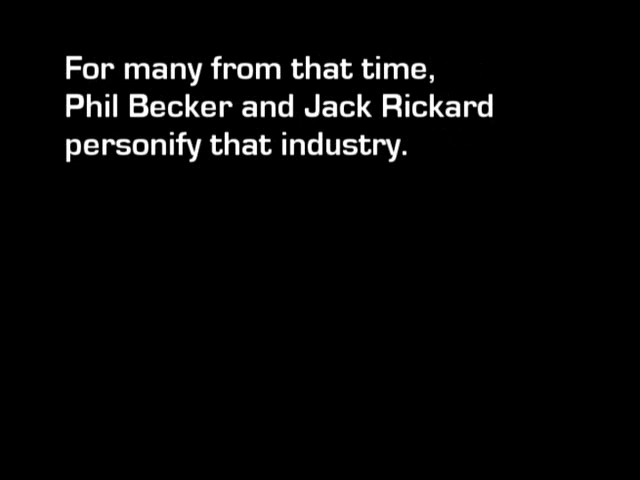 For many from that time,
Phil Becker and Jack Rickard
personify that industry.